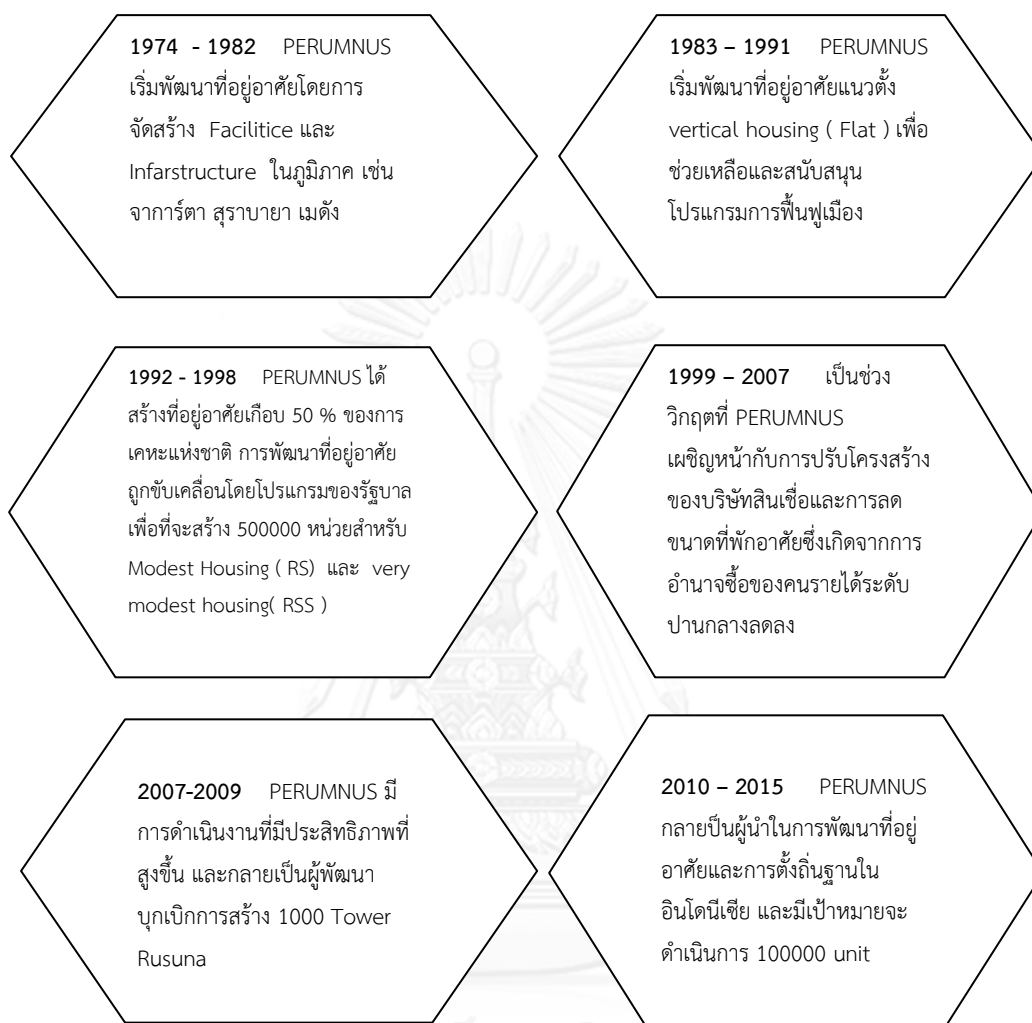 1974 - 1982 PERUMNUS
เริ่มพัฒนาที่อยู่อาศัยโดยการ
จัดสร้าง Facilitice และ
Infarstructure ในภูมิภาค เช่น
จาการ์ตา สุราบายา เมดัง
1983 – 1991 PERUMNUS
เริ่มพัฒนาที่อยู่อาศัยแนวตั้ง
vertical housing ( Flat ) เพื่อ
ช่วยเหลือและสนับสนุน
โปรแกรมการฟื้นฟูเมือง
1992 - 1998 PERUMNUS ได้
สร้างที่อยู่อาศัยเกือบ 50 % ของการ
เคหะแห่งชาติ การพัฒนาที่อยู่อาศัย
ถูกขับเคลื่อนโดยโปรแกรมของรัฐบาล
เพื่อที่จะสร้าง 500000 หน่วยสำหรับ
Modest Housing ( RS) และ very
modest housing( RSS )
1999 – 2007 เป็นช่วง
วิกฤตที่ PERUMNUS
เผชิญหน้ากับการปรับโครงสร้าง
ของบริษัทสินเชื่อและการลด
ขนาดที่พักอาศัยซึ่งเกิดจากการ
อำนาจซื้อของคนรายได้ระดับ
ปานกลางลดลง
2007-2009 PERUMNUS มี
การดำเนินงานที่มีประสิทธิภาพที่
สูงขึ้น และกลายเป็นผู้พัฒนา
บุกเบิกการสร้าง 1000 Tower
Rusuna
2010 – 2015 PERUMNUS
กลายป็นผู้นำในการพัฒนาที่อยู่
อาศัยและการตั้งถิ่นฐานใน
อินโดนีเซีย และมีเป้าหมายจะ
ดำเนินการ 100000 unit